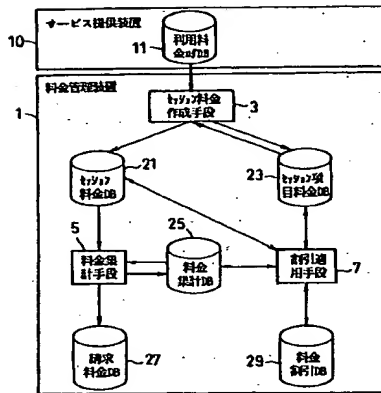 サービス提供装置
10
11
利用料
金ログDB
料金管理装置
1
セッション料金
作成手段
3
21
セッション
料金DB
23
セッション項
目料金DB
5
料金集
計手段
25
料金
集計DB
割引適
用手段
7
請求
料金DB
27
29
料金
割引DB